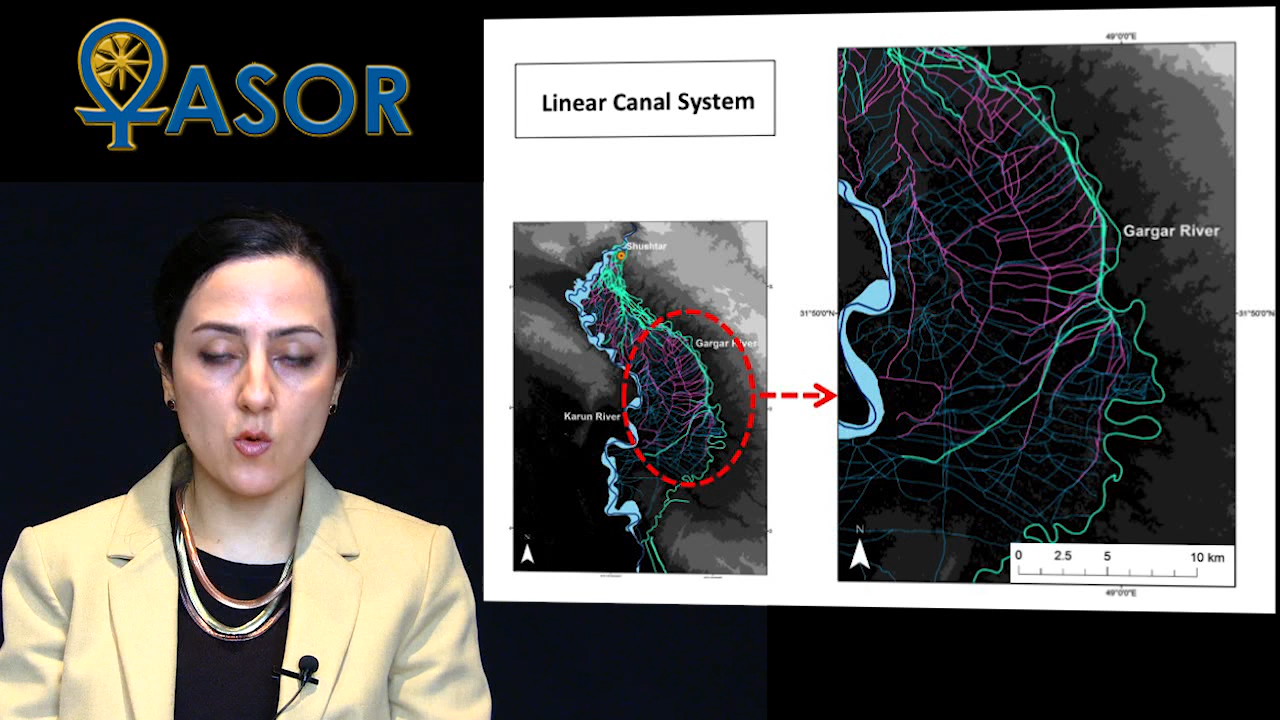 ASOR
Linear Canal System
Shushtar
Gargar River
Karun River
N
49°0'0"E
Gargar River
31°50'0"N
31°50'0"N
N
0 2.5 5 10 km
49°0'0"E